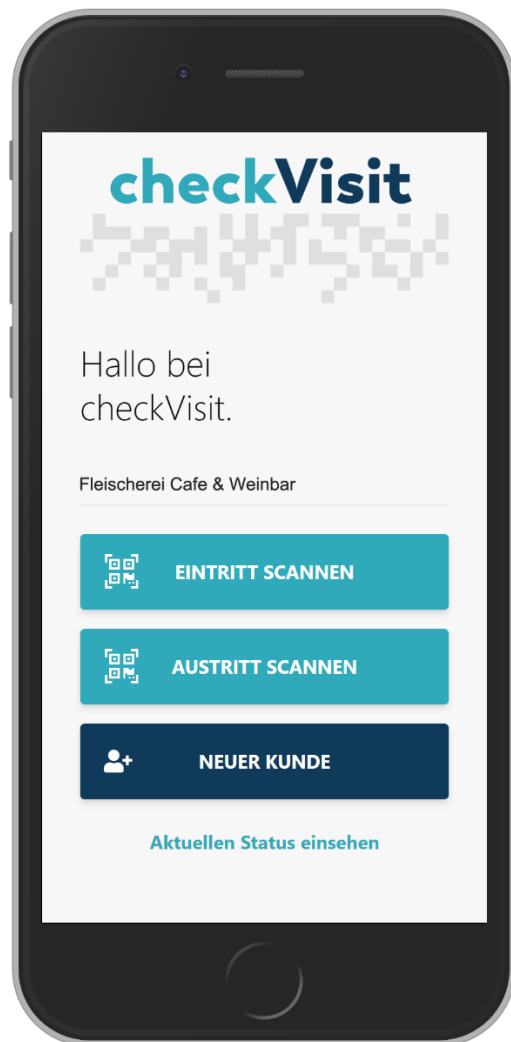 checkVisit
Hallo bei
checkVisit.
Fleischerei Cafe & Weinbar
EINTRITT SCANNEN
AUSTRITT SCANNEN
NEUER KUNDE
Aktuellen Status einsehen